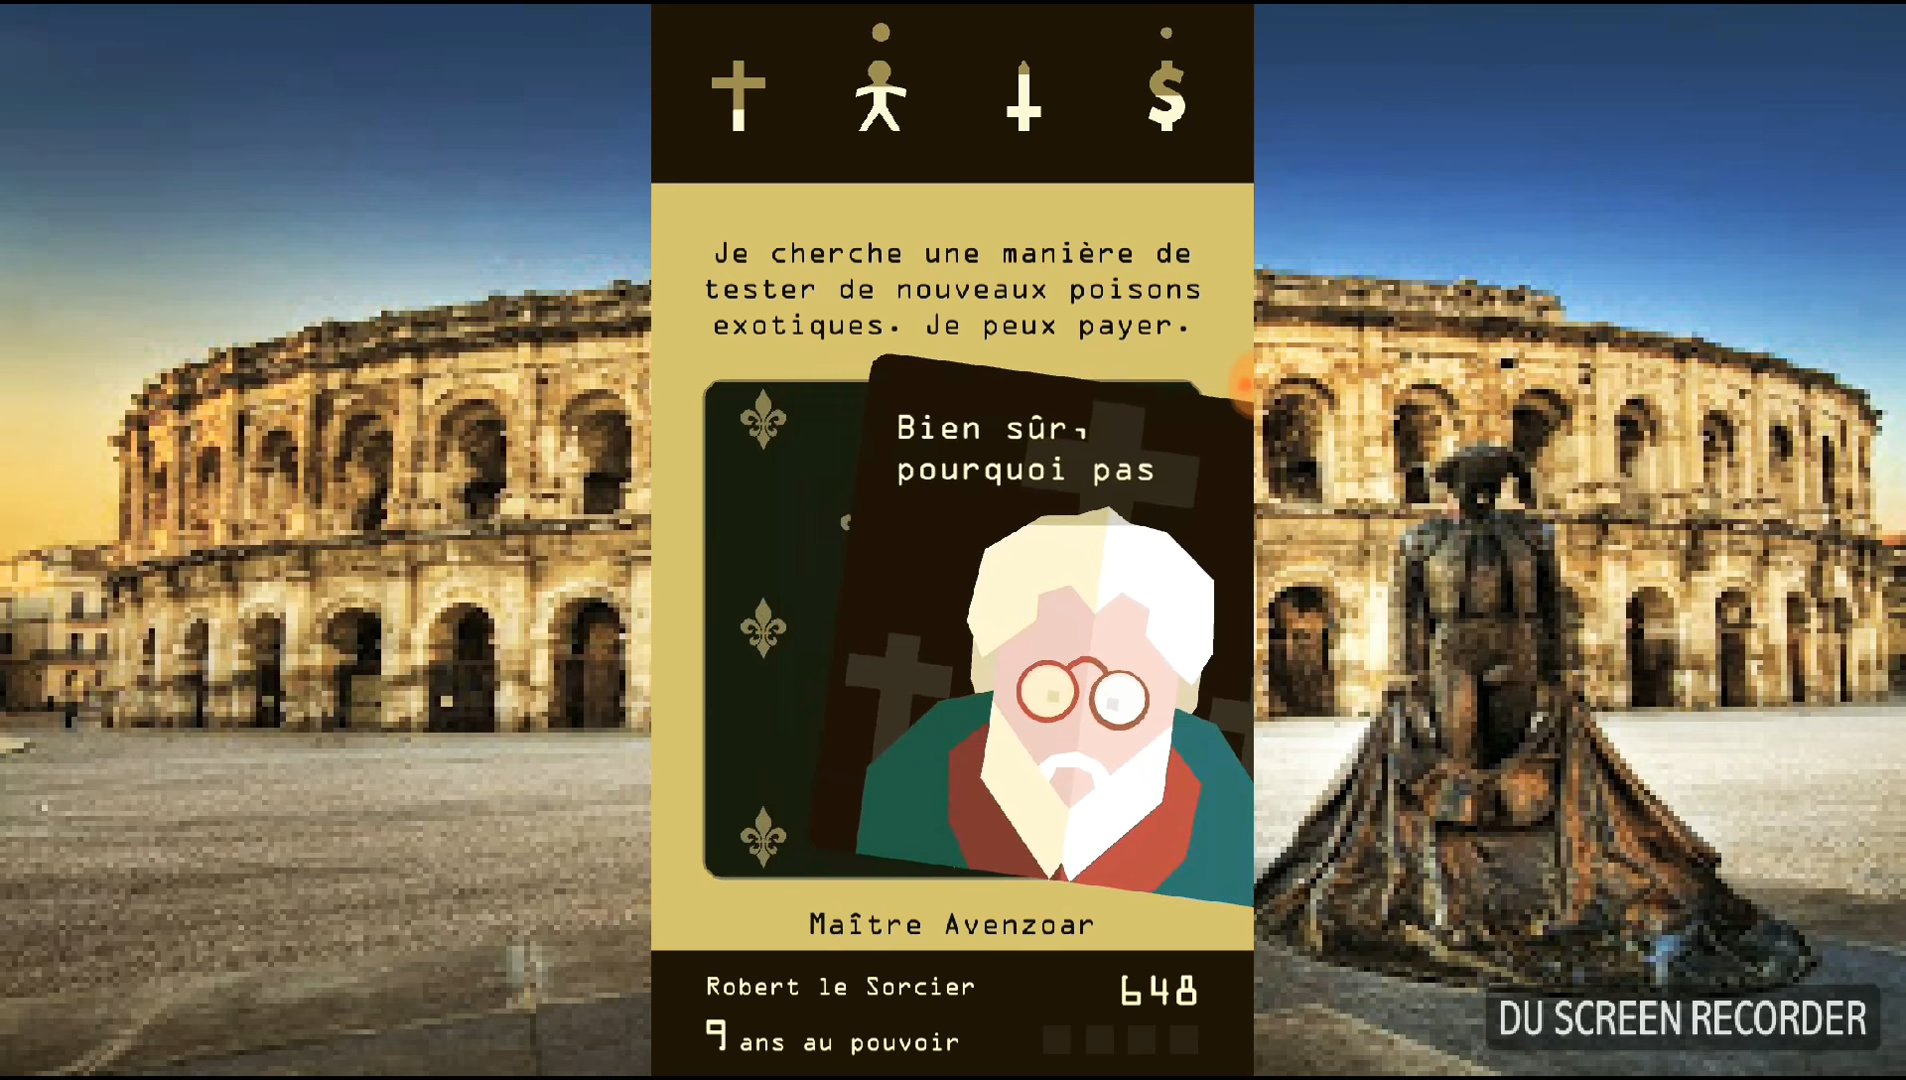 Je cherche une manière de
tester de nouveaux poisons
exotiques. Je peux payer.
Bien sûr,
pourquoi pas
Maître Avenzoar
Robert le Sorcier
648
9 ans au pouvoir
DU SCREEN RECORDER